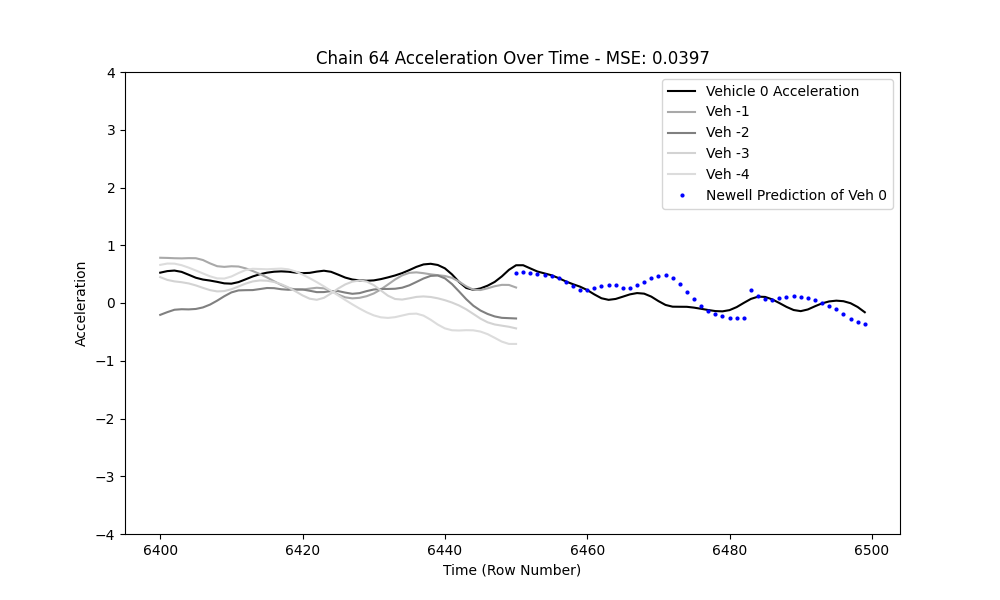 Chain 64 Acceleration Over Time - MSE: 0.0397
Vehicle 0 Acceleration
Veh -1
Veh -2
Veh -3
Veh -4
Newell Prediction of Veh 0
4
3
2
1
0
−1
−2
−3
−4
Acceleration
6400
6420
6440
6460
6480
6500
Time (Row Number)